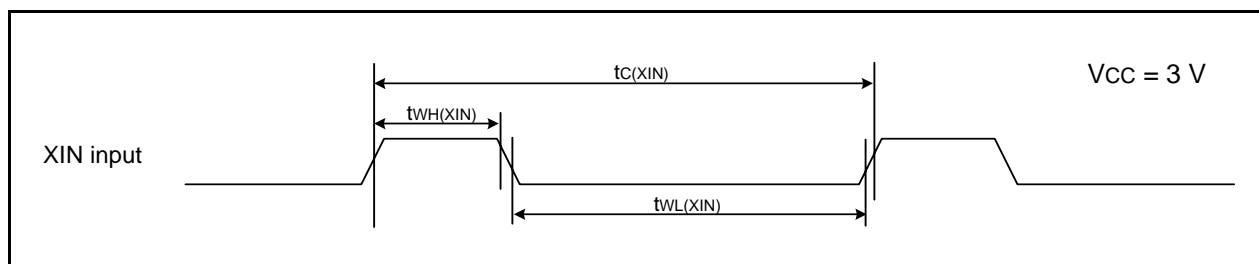 tC(XIN)
VCC = 3 V
tWH(XIN)
XIN input
tWL(XIN)